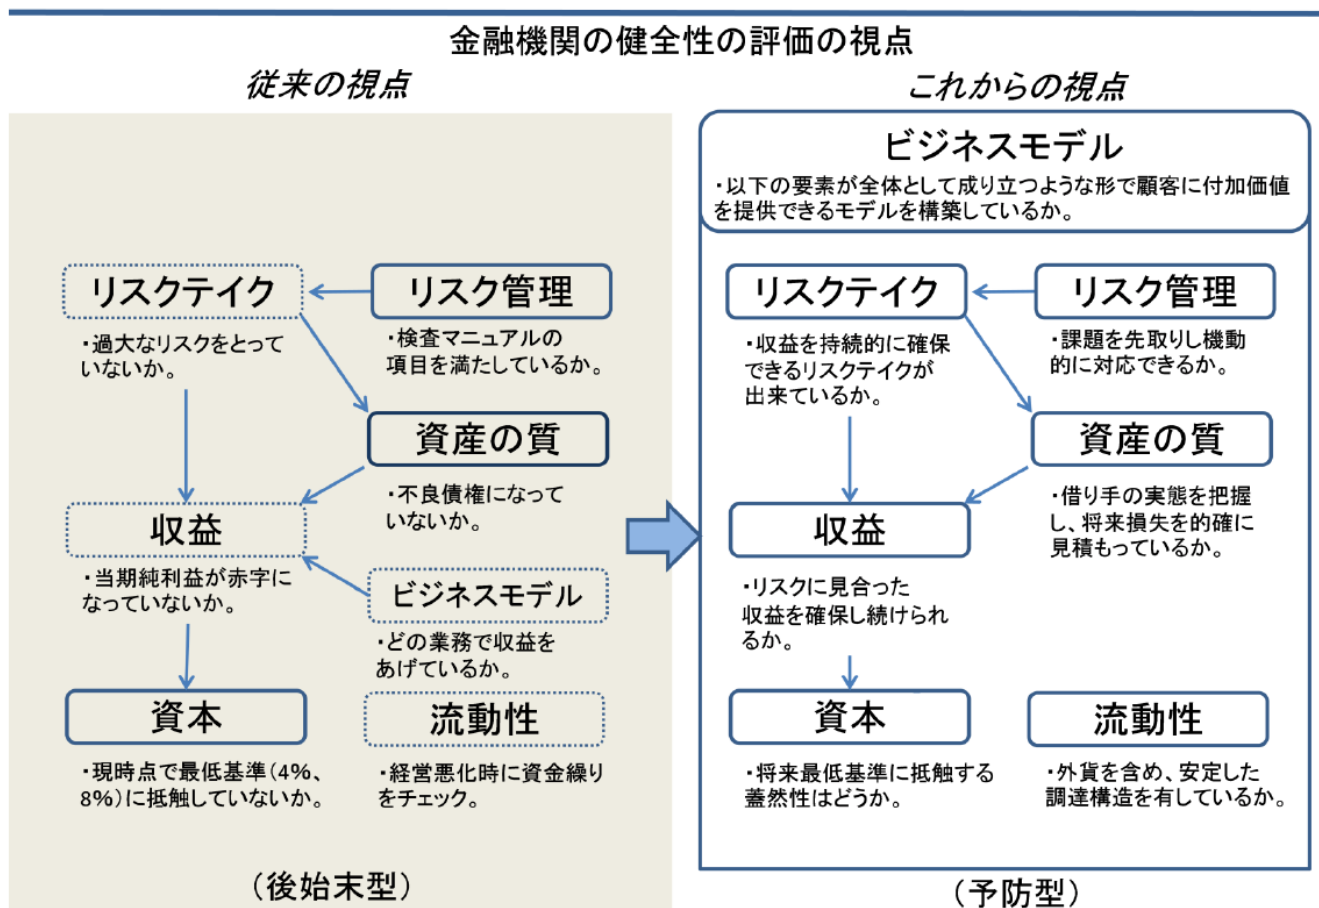 金融機関の健全性の評価の視点
従来の視点
リスクテイク
・過大なリスクをとって
いないか。
リスク管理
・検査マニュアルの
項目を満たしているか。
資産の質
・不良債権になって
いないか。
収益
・当期純利益が赤字に
なっていないか。
ビジネスモデル
・どの業務で収益を
あげているか。
資本
・現時点で最低基準(4%、
8%)に抵触していないか。
流動性
・経営悪化時に資金繰り
をチェック。
(後始末型)
これからの視点
ビジネスモデル
・以下の要素が全体として成り立つような形で顧客に付加価値
を提供できるモデルを構築しているか。
リスクテイク
・収益を持続的に確保
できるリスクテイクが
出来ているか。
リスク管理
・課題を先取りし機動
的に対応できるか。
資産の質
・借り手の実態を把握
し、将来損失を的確に
見積もっているか。
収益
・リスクに見合った
収益を確保し続けられ
るか。
資本
・将来最低基準に抵触する
蓋然性はどうか。
流動性
・外貨を含め、安定した
調達構造を有しているか。
(予防型)